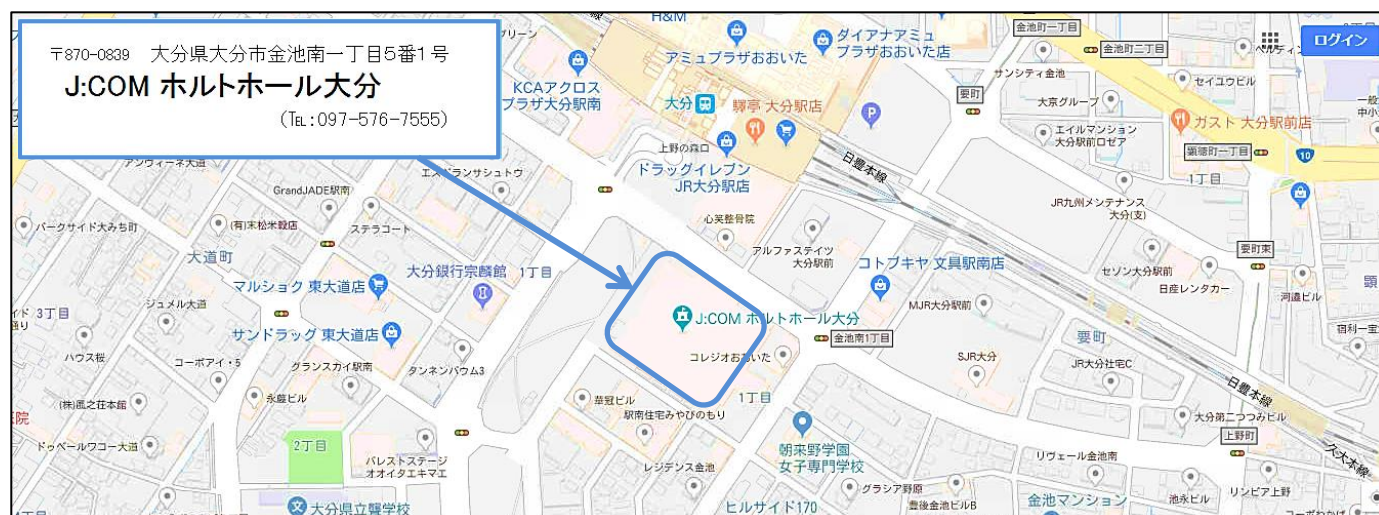 〒870-0839 大分県大分市金池南一丁目5番1号
J:COM ホルトホール大分
(℡:097-576-7555)
H&M
アミュプラザおおいた
ダイアナアミュ
プラザおおいた店
KCAアクロス
プラザ大分駅南
大分
驛亭 大分駅店
上野の森口
ドラッグイレブン
JR大分駅店
日豊本線
要町
金池町一丁目
金池町二丁目
ログイン
サンシティ金池
セイユウビル
大京グループ
エイルマンション
大分駅前ロゼア
ガスト 大分駅前店
顕徳町一丁目
10
1丁目
JR九州メンテナンス
大分(支)
アンヴィーネ大道
エスドランサシュトウ
GrandJADE駅南
パークサイド大みち町
(有)末松米穀店
ステラコート
大道町
心笑整骨院
アルファステイツ
大分駅前
コトブキヤ 文具駅南店
要町東
セゾン大分駅前
日産レンタカー
河邉ビル
大分銀行宗麟館
1丁目
マルショク 東大道店
3丁目
ジュメル大道
サンドラッグ 東大道店
J:COM ホルトホール大分
MJR大分駅前
金池南1丁目
要町
コレジオおおいた
ハウス桜
コーポアイ・5
グランスカイ駅南
タンネンバウム3
SJR大分
JR大分社宅C
日豊本線
(株)風之荘本館
永藤ビル
華冠ビル
駅南住宅みやびのもり
1丁目
大分第二つつみビル
上野町
久大本線
ドゥベールワコー大道
2丁目
パレストステージ
オオイタエキマエ
レジデンス金池
朝来野学園
女子専門学校
リヴェール金池南
グラシア野原
豊後金池ビルB
金池マンション
池永ビル
リンピア上野
大分県立聾学校
ヒルサイド170